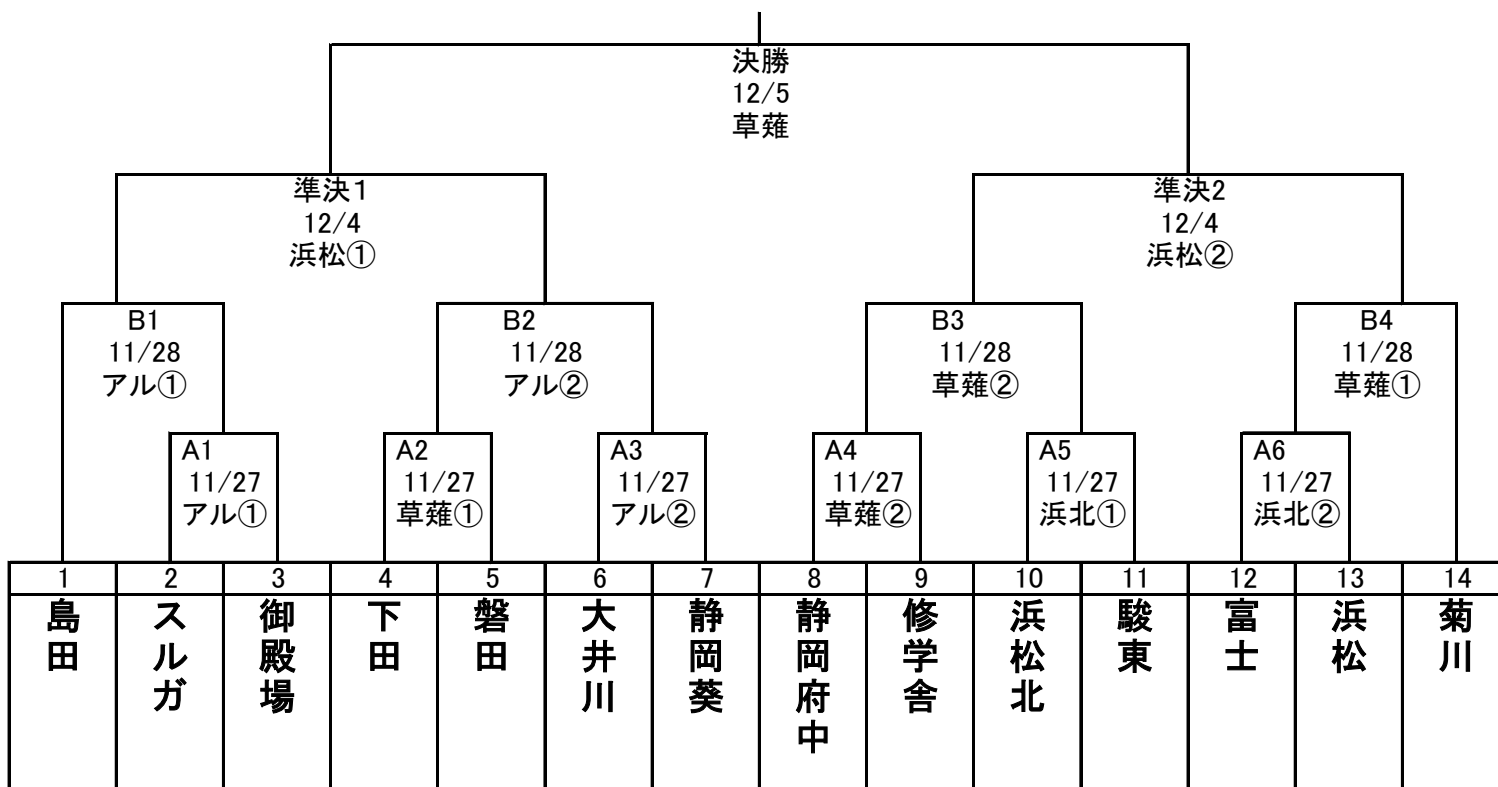 決勝
12/5
草薙
準決1
12/4
浜松①
準決2
12/4
浜松②
B1
11/28
アル①
B2
11/28
アル②
B3
11/28
草薙②
B4
11/28
草薙①
A1
11/27
アル①
A2
11/27
草薙①
A3
11/27
アル②
A4
11/27
草薙②
A5
11/27
浜北①
A6
11/27
浜北②
1 2 3 4 5 6 7 8 9 10 11 12 13 14
島田
スルガ
御殿場
下田
磐田
大井川
静岡葵
静岡府中
修学舎
浜松北
駿東
富士
浜松
菊川